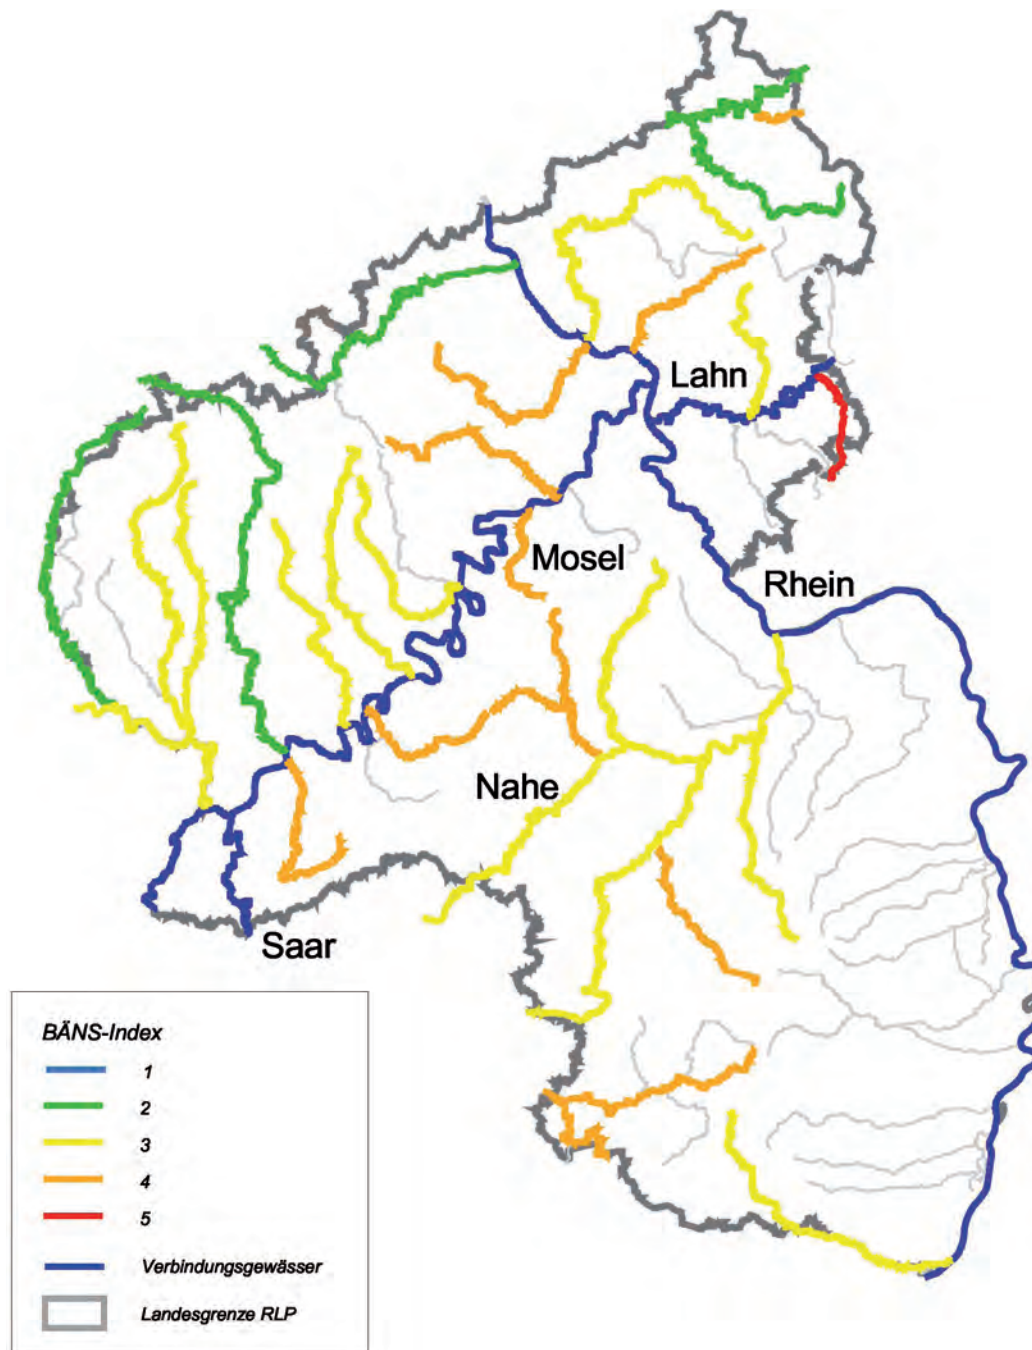 Lahn
Mosel
Rhein
Nahe
Saar
BÄNS-Index
1
2
3
4
5
Verbindungsgewässer
Landesgrenze RLP